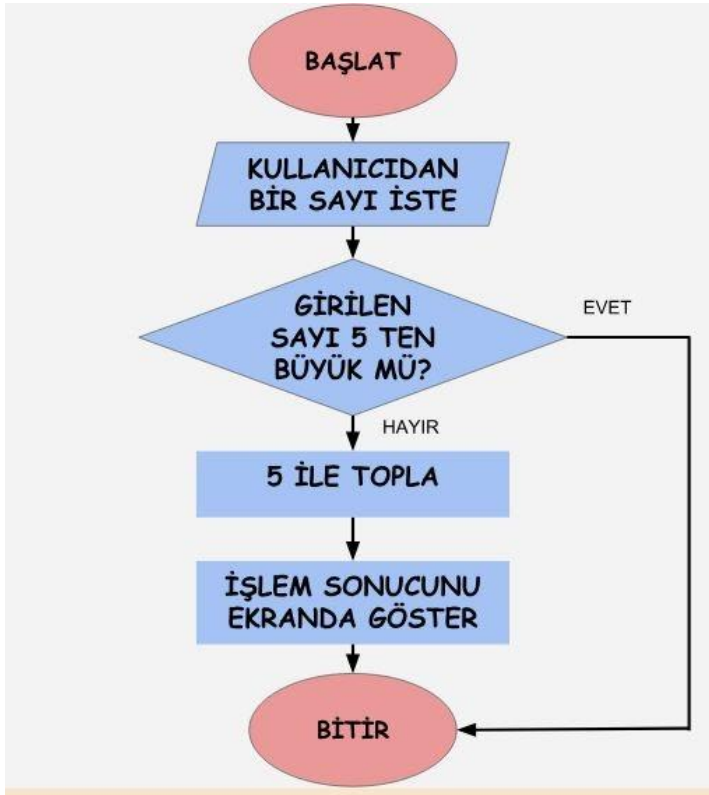 BAŞLAT
KULLANICIDAN
BİR SAYI İSTE
GİRİLEN
SAYI 5 TEN
BÜYÜK MÜ?
EVET
HAYIR
5 İLE TOPLA
İŞLEM SONUCUNU
EKRANDA GÖSTER
BİTİR